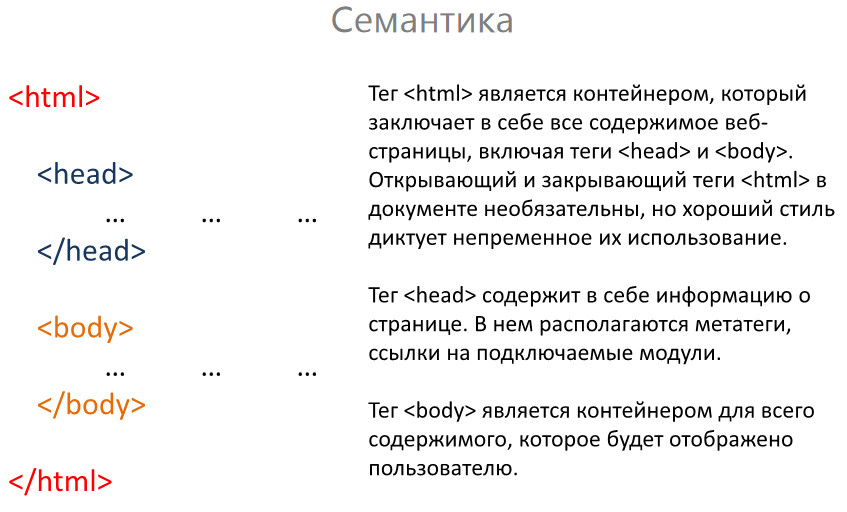 Семантика
<html>
<head>
... ... ...
</head>
<body>
... ... ...
</body>
</html>
Тег <html> является контейнером, который
заключает в себе все содержимое веб-
страницы, включая теги <head> и <body>.
Открывающий и закрывающий теги <html> в
документе необязательны, но хороший стиль
диктует непременное их использование.
Тег <head> содержит в себе информацию о
странице. В нем располагаются метатеги,
ссылки на подключаемые модули.
Тег <body> является контейнером для всего
содержимого, которое будет отображено
пользователю.